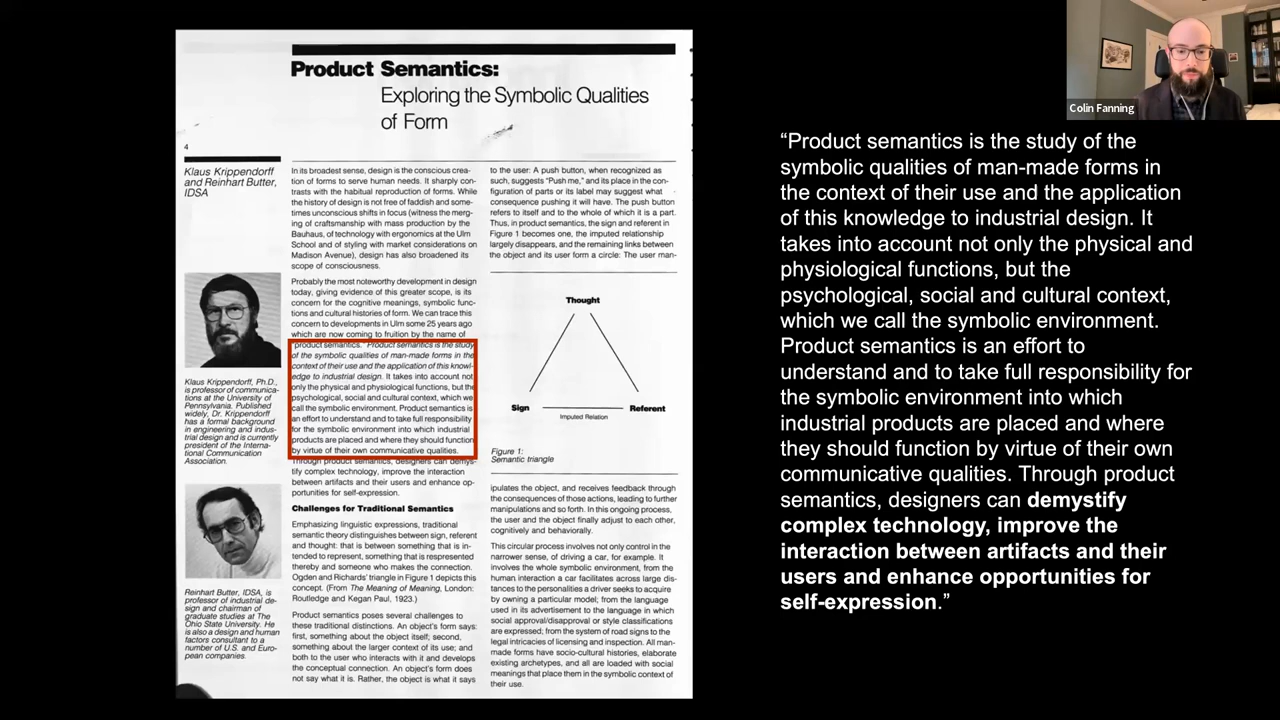 Product Semantics:
Exploring the Symbolic Qualities
of Form
4
Klaus Krippendorff
and Reinhart Butter,
IDSA
Klaus Krippendorff, Ph.D.,
is professor of communica-
tions at the University of
Pennsylvania. Published
widely, Dr. Krippendorff
has a formal background
in engineering and indus-
trial design and is currently
president of the Interna-
tional Communication
Association.
Reinhart Butter, IDSA, is
professor of industrial de-
sign and chairman of
graduate studies at The
Ohio State University. He
is also a design and human
factors consultant to a
number of U.S. and Euro-
pean companies.
In its broadest sense, design is the conscious crea-
tion of forms to serve human needs. It sharply con-
trasts with the habitual reproduction of forms. While
the history of design is not free of faddish and some-
times unconscious shifts in focus (witness the merg-
ing of craftsmanship with mass production by the
Bauhaus, of technology with ergonomics at the Ulm
School and of styling with market considerations on
Madison Avenue), design has also broadened its
scope of consciousness.
Probably the most noteworthy development in design
today, giving evidence of this greater scope, is its
concern for the cognitive meanings, symbolic func-
tions and cultural histories of form. We can trace this
concern to developments in Ulm some 25 years ago
which are now coming to fruition by the name of
"product semantics." Product semantics is the study
of the symbolic qualities of man-made forms in the
context of their use and the application of this knowl-
edge to industrial design. It takes into account not
only the physical and physiological functions, but the
psychological, social and cultural context, which we
call the symbolic environment. Product semantics is
an effort to understand and to take full responsibility
for the symbolic environment into which industrial
products are placed and where they should function
by virtue of their own communicative qualities.
Through product semantics, designers can demys-
tify complex technology, improve the interaction
between artifacts and their users and enhance op-
portunities for self-expression.
Challenges for Traditional Semantics
Emphasizing linguistic expressions, traditional
semantic theory distinguishes between sign, referent
and thought: that is between something that is in-
tended to represent, something that is respresented
thereby and someone who makes the connection.
Ogden and Richards' triangle in Figure 1 depicts this
concept. (From The Meaning of Meaning, London:
Routledge and Kegan Paul, 1923.)
Product semantics poses several challenges to
these traditional distinctions. An object's form says:
first, something about the object itself; second,
something about the larger context of its use; and
both to the user who interacts with it and develops
the conceptual connection. An object's form does
not say what it is. Rather, the object is what it says
to the user: A push button, when recognized as
such, suggests "Push me," and its place in the con-
figuration of parts or its label may suggest what
consequence pushing it will have. The push button
refers to itself and to the whole of which it is a part.
Thus, in product semantics, the sign and referent in
Figure 1 becomes one, the imputed relationship
largely disappears, and the remaining links between
the object and its user form a circle: The user man-
Thought
Sign
Imputed Relation
Referent
Figure 1:
Semantic triangle
ipulates the object, and receives feedback through
the consequences of those actions, leading to further
manipulations and so forth. In this ongoing process,
the user and the object finally adjust to each other,
cognitively and behaviorally.
This circular process involves not only control in the
narrower sense, of driving a car, for example. It
involves the whole symbolic environment, from the
human interaction a car facilitates across large dis-
tances to the personalities a driver seeks to acquire
by owning a particular model; from the language
used in its advertisement to the language in which
social approval/disapproval or style classifications
are expressed; from the system of road signs to the
legal intricacies of licensing and inspection. All man-
made forms have socio-cultural histories, elaborate
existing archetypes, and all are loaded with social
meanings that place them in the symbolic context of
their use.
Colin Fanning
“Product semantics is the study of the
symbolic qualities of man-made forms in
the context of their use and the application
of this knowledge to industrial design. It
takes into account not only the physical and
physiological functions, but the
psychological, social and cultural context,
which we call the symbolic environment.
Product semantics is an effort to
understand and to take full responsibility for
the symbolic environment into which
industrial products are placed and where
they should function by virtue of their own
communicative qualities. Through product
semantics, designers can demystify
complex technology, improve the
interaction between artifacts and their
users and enhance opportunities for
self-expression.”